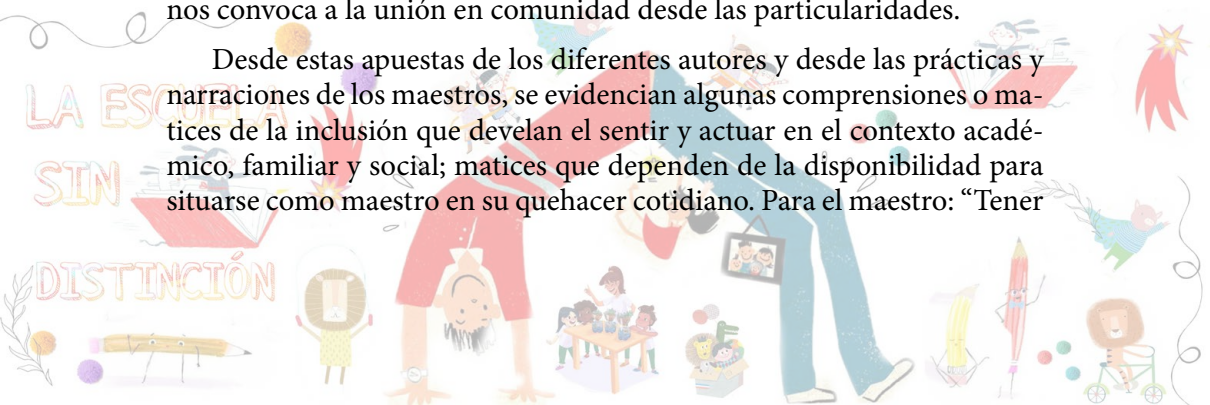 nos convoca a la unión en comunidad desde las particularidades.
Desde estas apuestas de los diferentes autores y desde las prácticas y
narraciones de los maestros, se evidencian algunas comprensiones o ma-
tices de la inclusión que develan el sentir y actuar en el contexto acadé-
mico, familiar y social; matices que dependen de la disponibilidad para
situarse como maestro en su quehacer cotidiano. Para el maestro: “Tener
LA ESCUELA
SIN
DISTINCIÓN